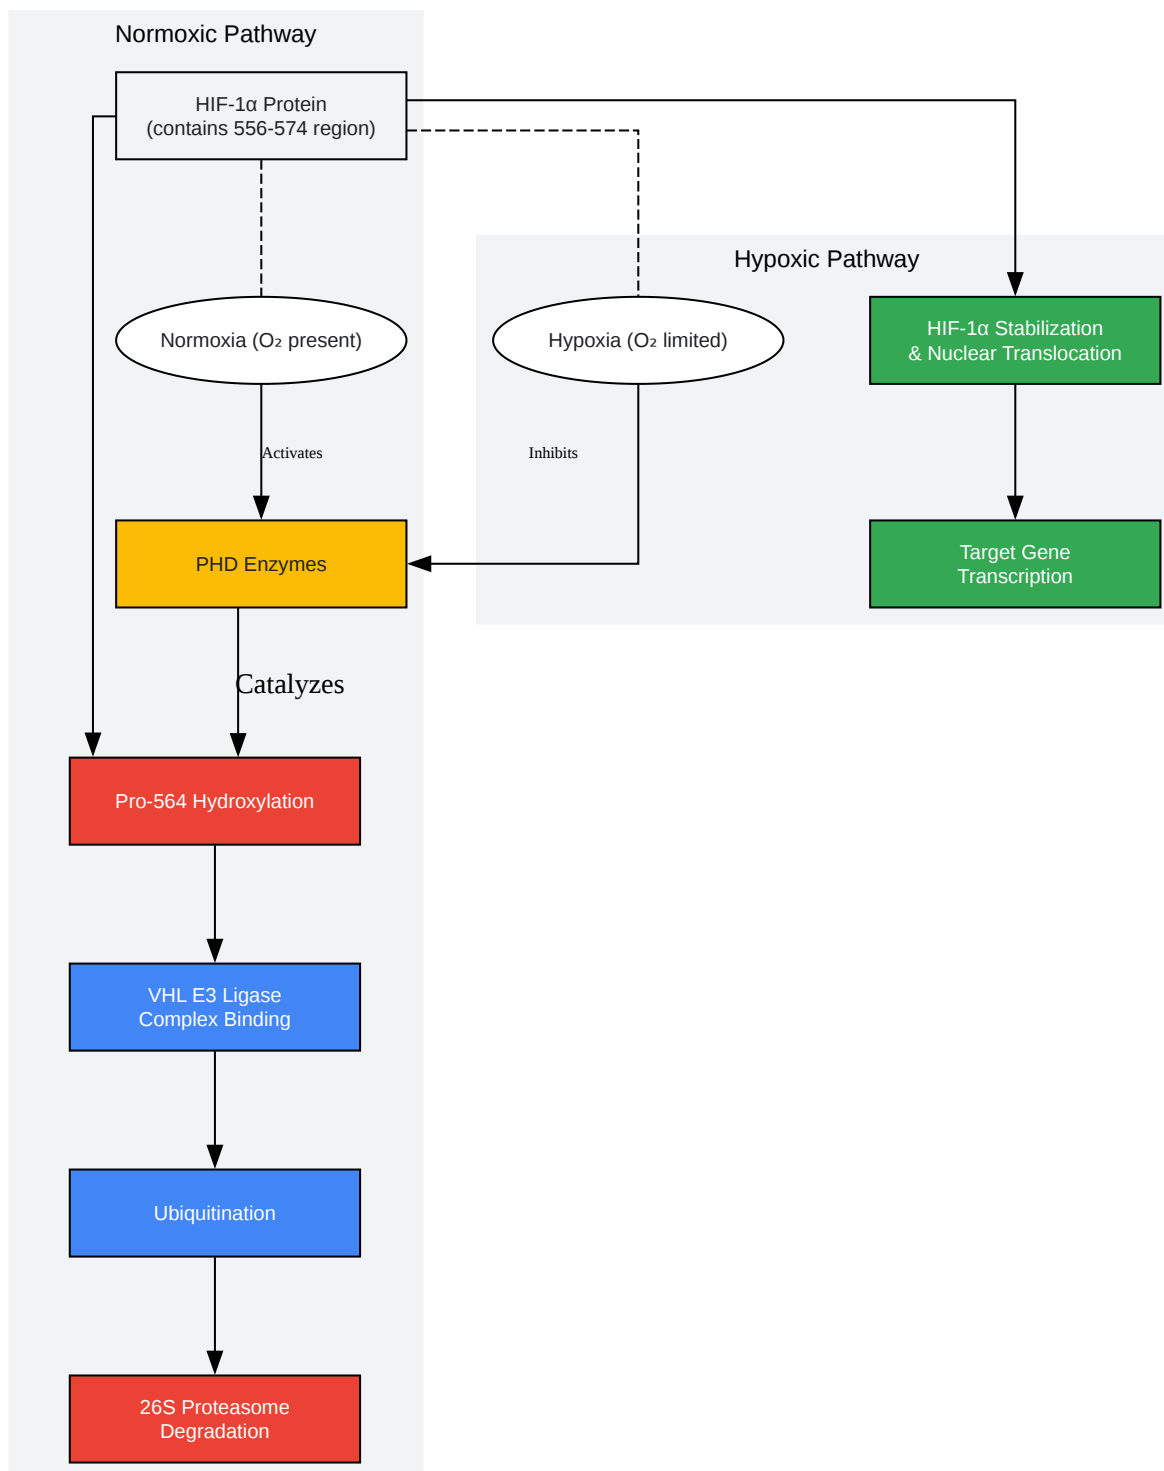 Normoxic Pathway
HIF-1α Protein
(contains 556-574 region)
Hypoxic Pathway
Normoxia (O₂ present)
Hypoxia (O₂ limited)
HIF-1α Stabilization
& Nuclear Translocation
Activates
Inhibits
PHD Enzymes
Target Gene
Transcription
Catalyzes
Pro-564 Hydroxylation
VHL E3 Ligase
Complex Binding
Ubiquitination
26S Proteasome
Degradation